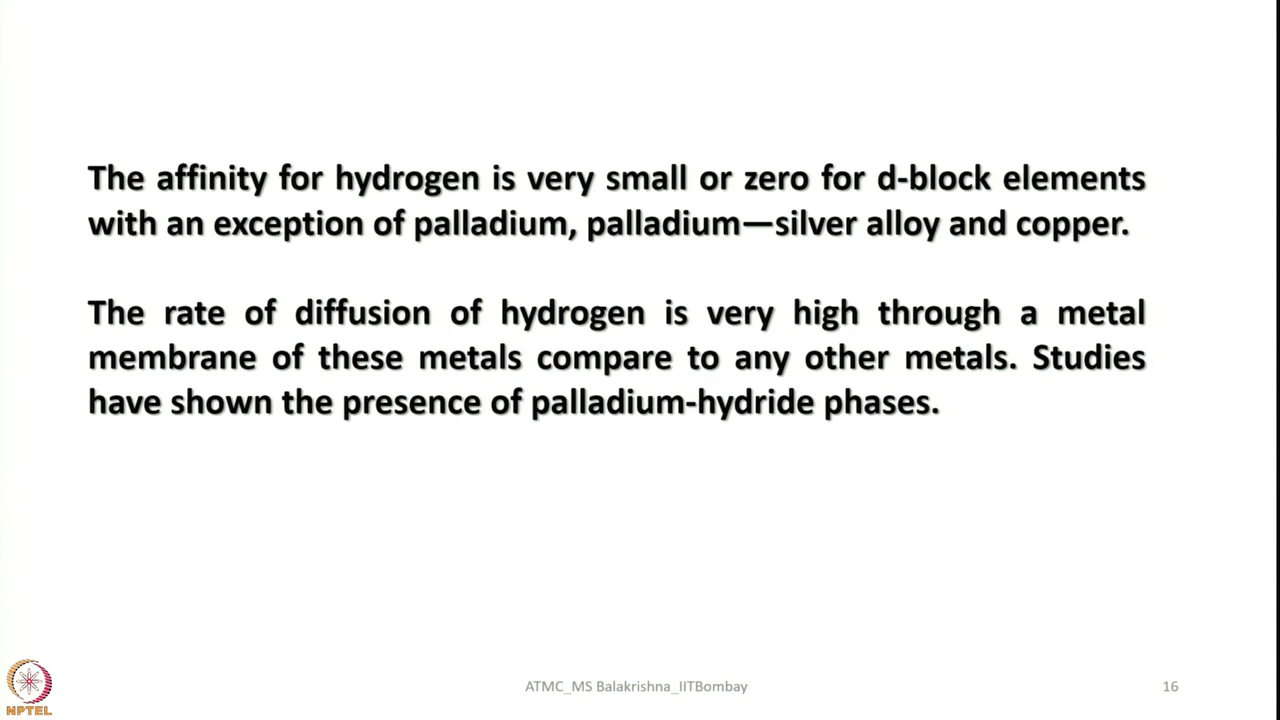 The affinity for hydrogen is very small or zero for d-block elements
with an exception of palladium, palladium—silver alloy and copper.
The rate of diffusion of hydrogen is very high through a metal
membrane of these metals compare to any other metals. Studies
have shown the presence of palladium-hydride phases.
NPTEL
ATMC_MS Balakrishna_IITBombay
16